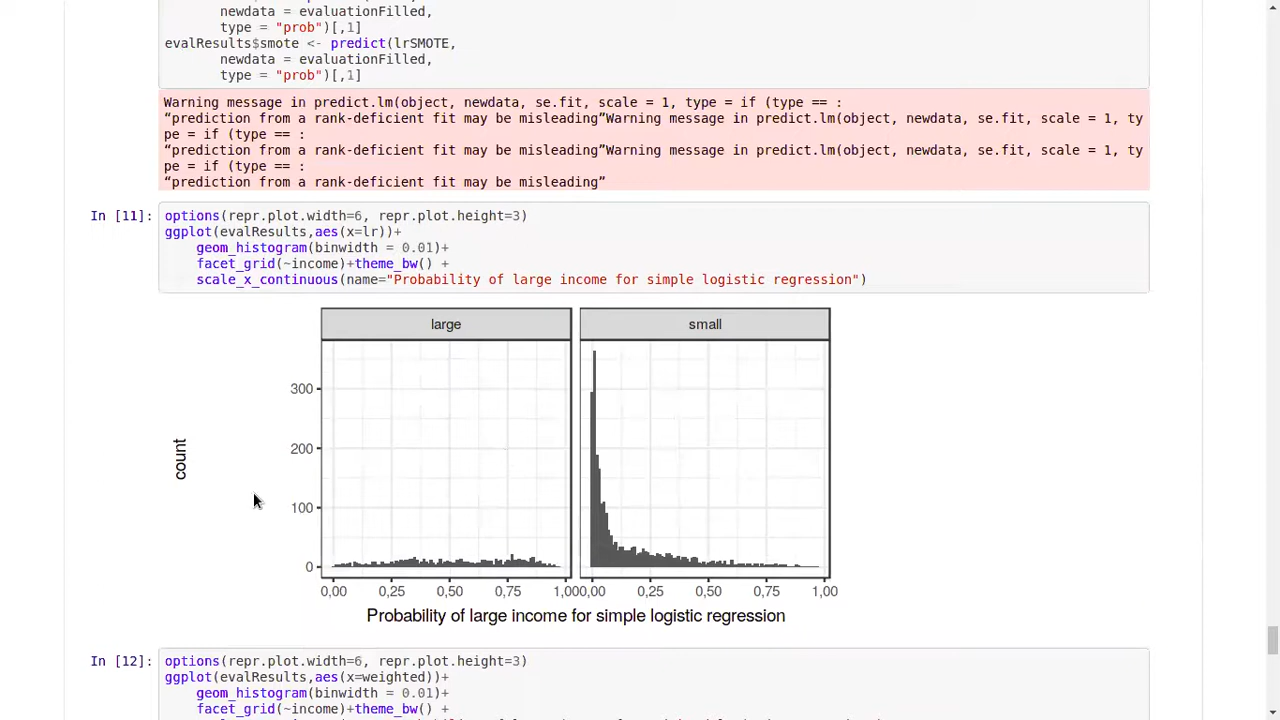 newdata = evaluationFilled,
type = "prob")[,1]
evalResults$smote <- predict(lrSMOTE,
newdata = evaluationFilled,
type = "prob")[,1]
Warning message in predict.lm(object, newdata, se.fit, scale = 1, type = if (type == :
“prediction from a rank-deficient fit may be misleading”Warning message in predict.lm(object, newdata, se.fit, scale = 1, ty
pe = if (type == :
“prediction from a rank-deficient fit may be misleading”Warning message in predict.lm(object, newdata, se.fit, scale = 1, ty
pe = if (type == :
“prediction from a rank-deficient fit may be misleading”
In [11]: options(repr.plot.width=6, repr.plot.height=3)
ggplot(evalResults,aes(x=lr))+
geom_histogram(binwidth = 0.01)+
facet_grid(~income)+theme_bw() +
scale_x_continuous(name="Probability of large income for simple logistic regression")
large small
300
200
100
0
count
0,00 0,25 0,50 0,75 1,00 0,00 0,25 0,50 0,75 1,00
Probability of large income for simple logistic regression
In [12]: options(repr.plot.width=6, repr.plot.height=3)
ggplot(evalResults,aes(x=weighted))+
geom_histogram(binwidth = 0.01)+
facet_grid(~income)+theme_bw() +